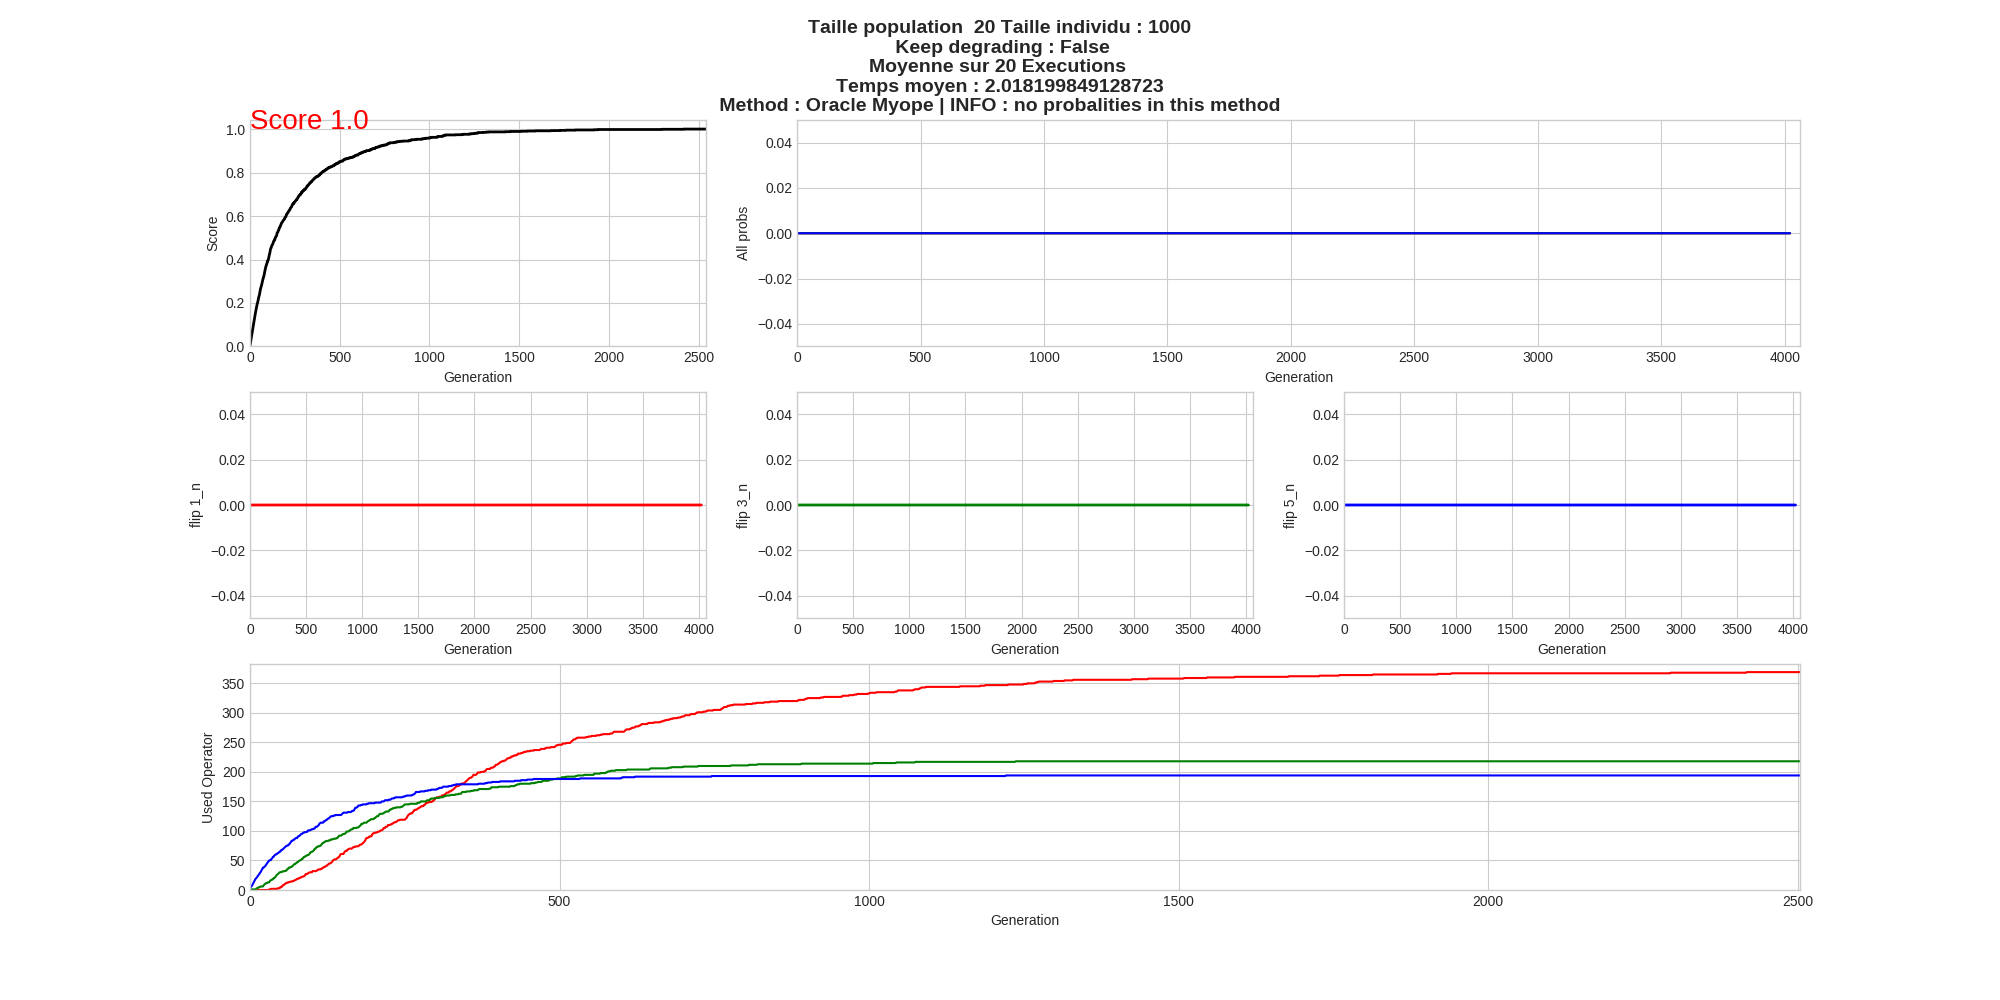 Taille population  20 Taille individu : 1000
Keep degrading : False
Moyenne sur 20 Executions
Temps moyen : 2.018199849128723
Method : Oracle Myope | INFO : no probalities in this method
Score 1.0
1.0
0.8
0.6
0.4
0.2
0.0
Score
0 500 1000 1500 2000 2500
Generation
0.04
0.02
0.00
−0.02
−0.04
All probs
0 500 1000 1500 2000 2500 3000 3500 4000
Generation
0.04
0.02
0.00
−0.02
−0.04
flip 1_n
0 500 1000 1500 2000 2500 3000 3500 4000
Generation
0.04
0.02
0.00
−0.02
−0.04
flip 3_n
0 500 1000 1500 2000 2500 3000 3500 4000
Generation
0.04
0.02
0.00
−0.02
−0.04
flip 5_n
0 500 1000 1500 2000 2500 3000 3500 4000
Generation
350
300
250
200
150
100
50
0
Used Operator
0 500 1000 1500 2000 2500
Generation